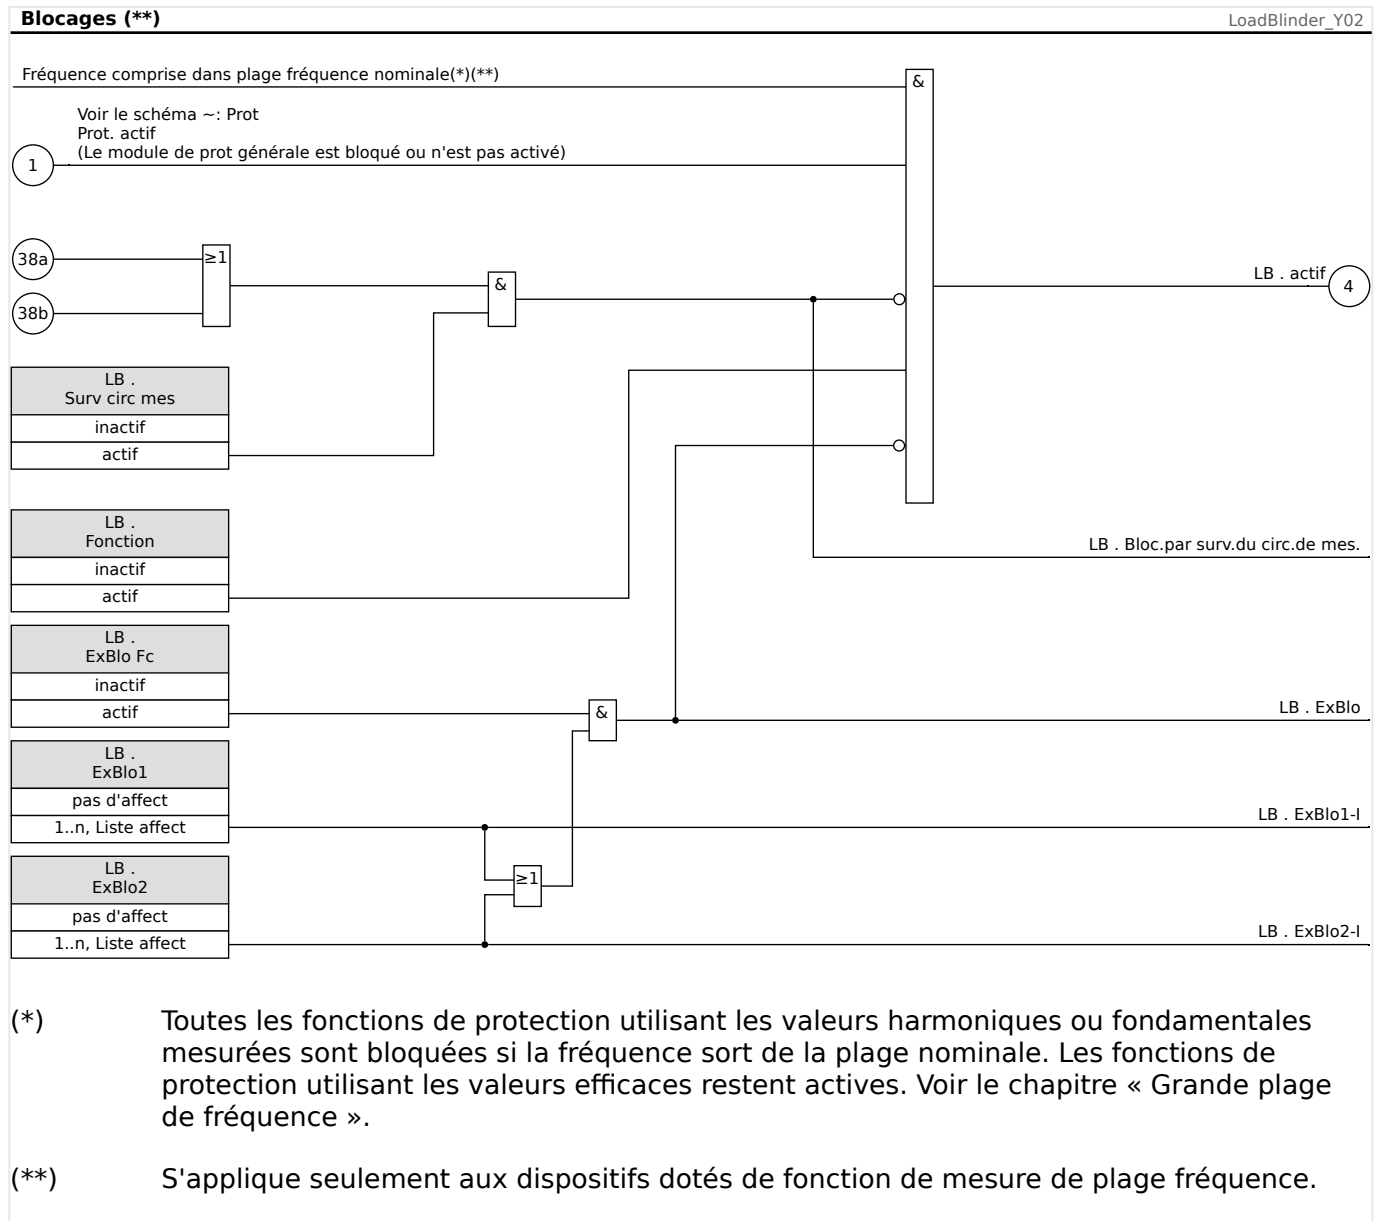 Blocages (**)
LoadBlinder_Y02
Fréquence comprise dans plage fréquence nominale(*)(**)
&
Voir le schéma ~: Prot
Prot. actif
(Le module de prot générale est bloqué ou n'est pas activé)
1
38a
≥1
38b
&
LB . actif
4
LB .
Surv circ mes
inactif
actif
LB .
Fonction
inactif
actif
LB . Bloc.par surv.du circ.de mes.
LB .
ExBlo Fc
inactif
actif
&
LB . ExBlo
LB .
ExBlo1
pas d'affect
1..n, Liste affect
LB . ExBlo1-I
≥1
LB .
ExBlo2
pas d'affect
1..n, Liste affect
LB . ExBlo2-I
(*) Toutes les fonctions de protection utilisant les valeurs harmoniques ou fondamentales
mesurées sont bloquées si la fréquence sort de la plage nominale. Les fonctions de
protection utilisant les valeurs efficaces restent actives. Voir le chapitre « Grande plage
de fréquence ».
(**) S'applique seulement aux dispositifs dotés de fonction de mesure de plage fréquence.